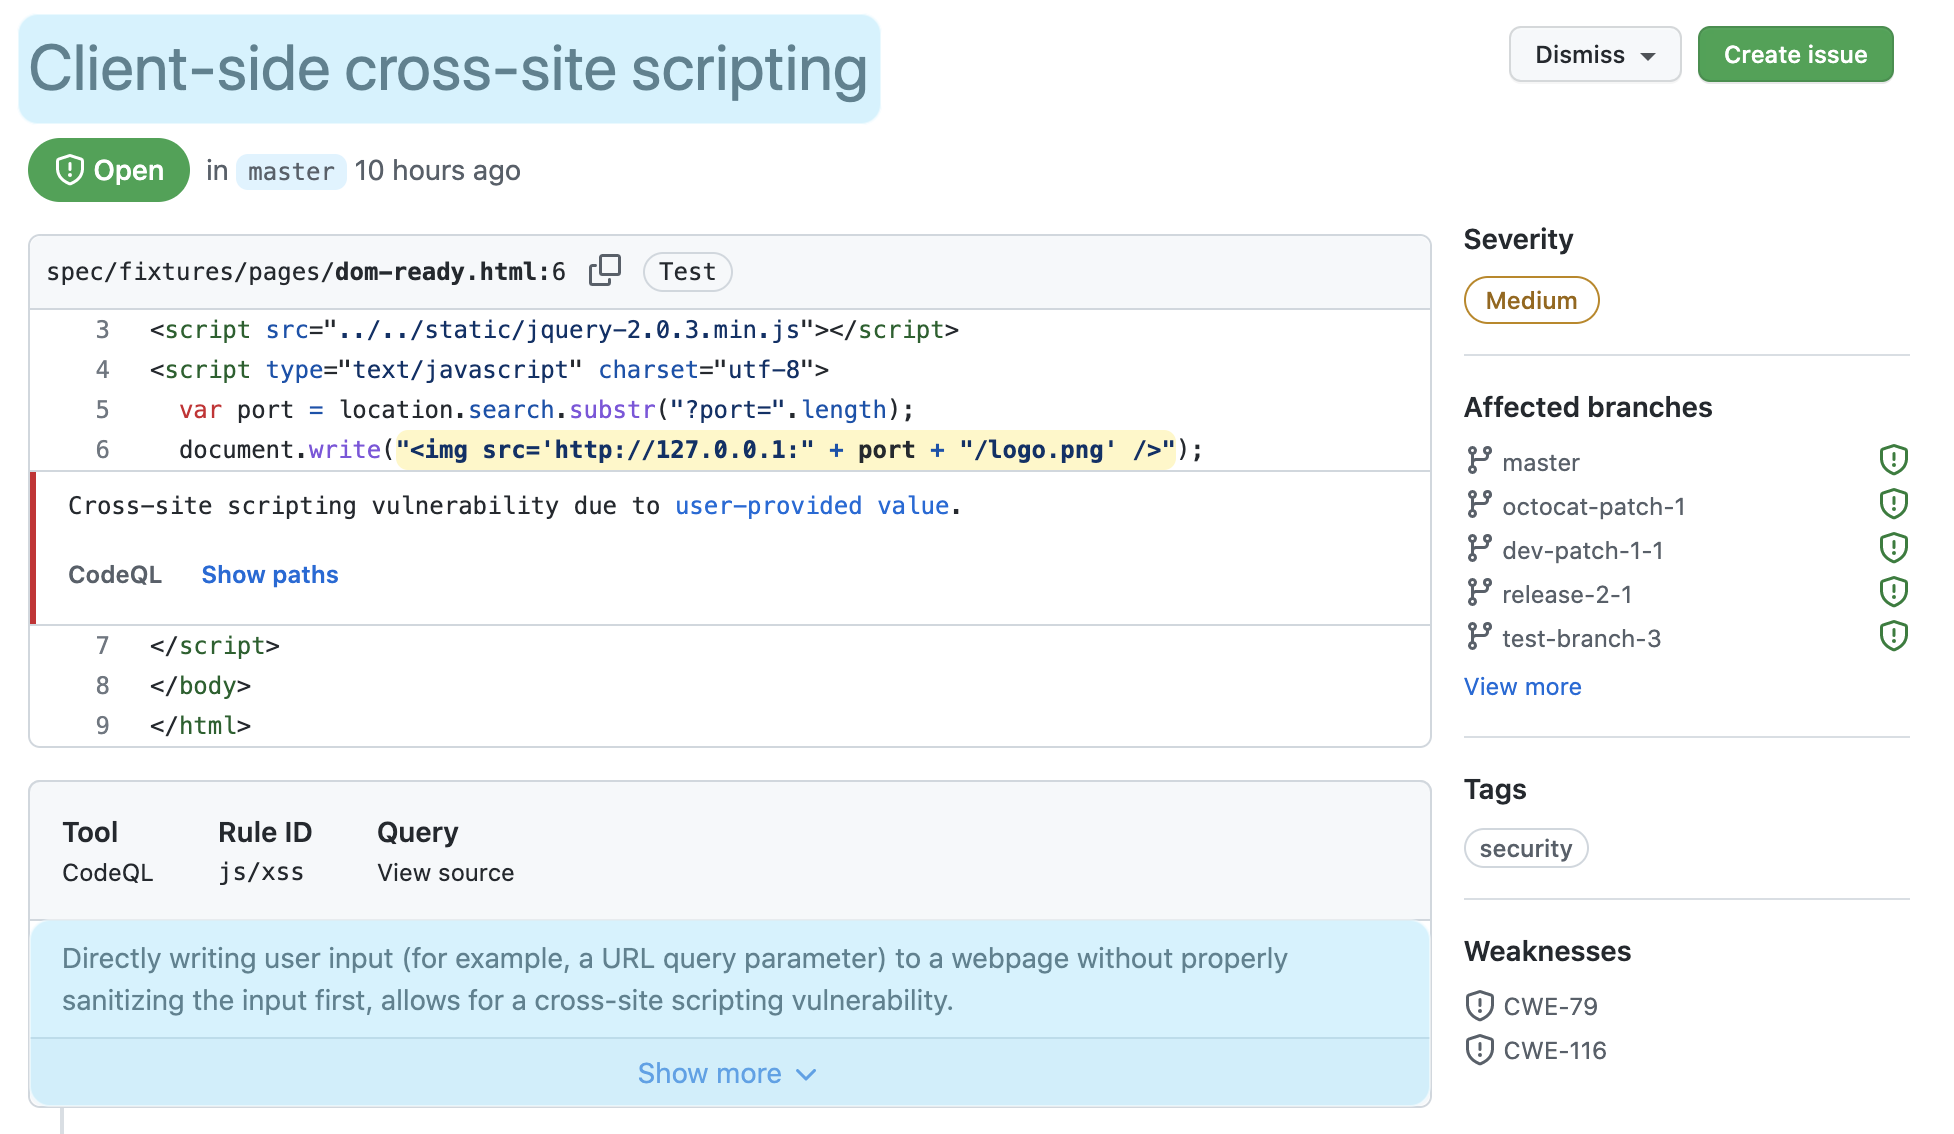 Client-side cross-site scripting
Dismiss
Create issue
Open in master 10 hours ago
spec/fixtures/pages/dom-ready.html:6 Test
3 <script src="../../static/jquery-2.0.3.min.js"></script>
4 <script type="text/javascript" charset="utf-8">
5 var port = location.search.substr("?port=".length);
6 document.write("<img src='http://127.0.0.1:" + port + "/logo.png' />");
Cross-site scripting vulnerability due to user-provided value.
CodeQL Show paths
7 </script>
8 </body>
9 </html>
Tool Rule ID Query
CodeQL js/xss View source
Directly writing user input (for example, a URL query parameter) to a webpage without properly
sanitizing the input first, allows for a cross-site scripting vulnerability.
Show more
Severity
Medium
Affected branches
master
octocat-patch-1
dev-patch-1-1
release-2-1
test-branch-3
View more
Tags
security
Weaknesses
CWE-79
CWE-116